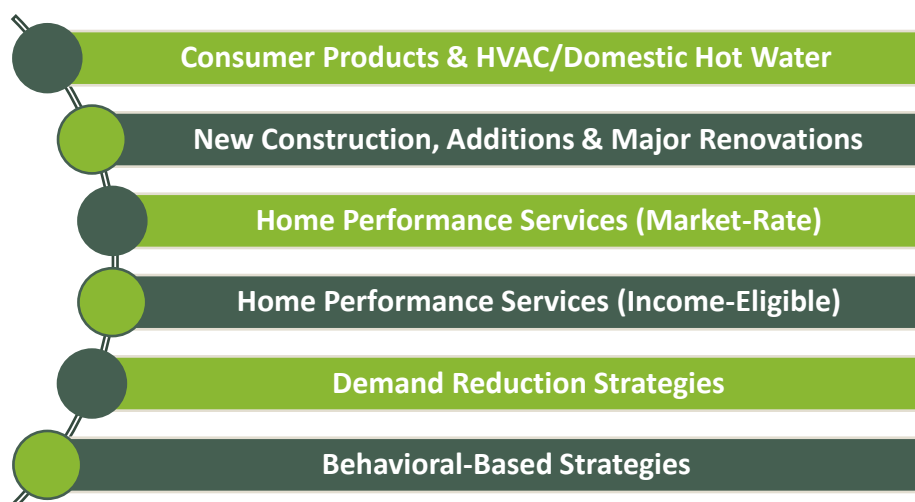 Consumer Products & HVAC/Domestic Hot Water
New Construction, Additions & Major Renovations
Home Performance Services (Market-Rate)
Home Performance Services (Income-Eligible)
Demand Reduction Strategies
Behavioral-Based Strategies